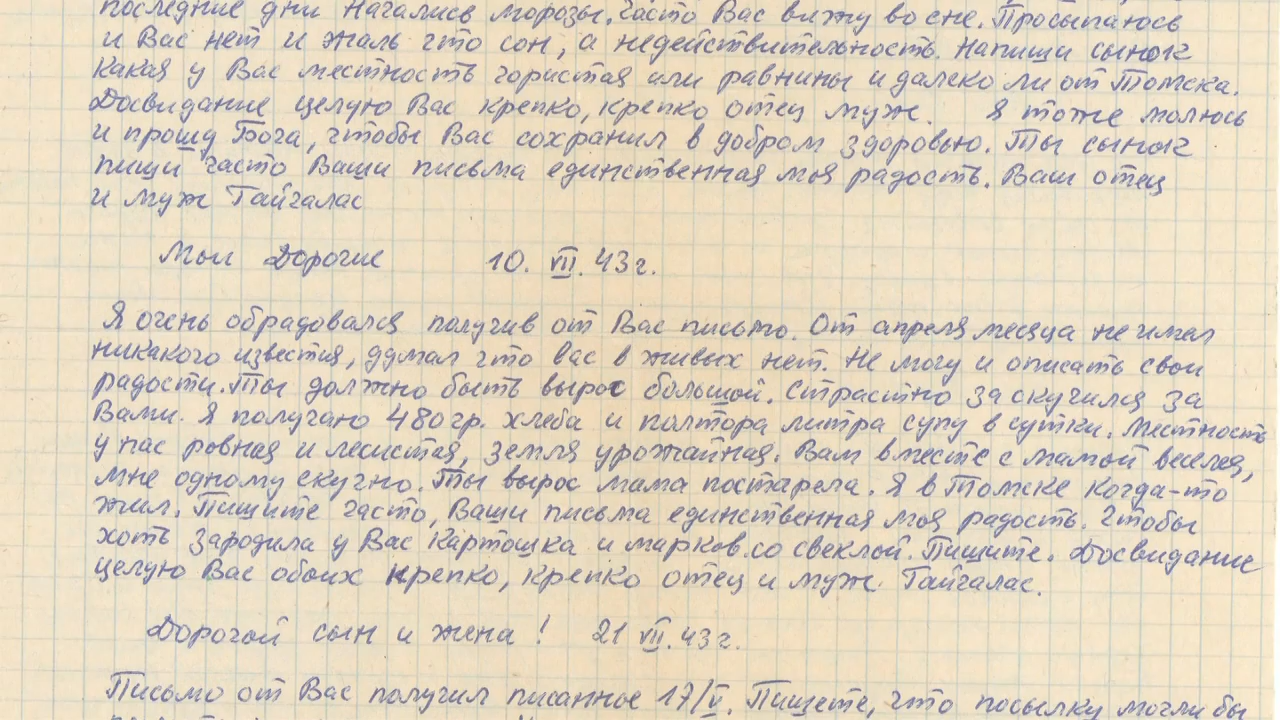 последние дни начались морозы. Часто Вас вижу во сне. Просыпаюсь
и Вас нет и жаль что сон, а недействительность. Напиши сынок
какая у Вас местность гористая или равнины и далеко ли от Томска.
Досвидание целую Вас крепко, крепко отец муж. Я тоже молюсь
и прошу Бога, чтобы Вас сохранил в добром здоровью. Ты сынок
пиши часто Ваши письма единственная моя радость. Ваш отец
и муж Гайгалас
Мои Дорогие 10. VII. 43 г.
Я очень обрадовался получив от Вас письмо. От апреля месяца не имел
никакого известия, думал что вас в живых нет. Не могу и описать свои
радости. Ты должно быть вырос большой. Страстно заскучился за
Вами. Я получаю 480 гр. хлеба и полтора литра супу в сутки. Местность
у нас ровная и лесистая, земля урожайная. Вам вместе с мамой веселея,
мне одному скучно. Ты вырос мама постарела. Я в Томске когда-то
жил. Пишите часто, Ваши письма единственная моя радость. Чтобы
хоть зародила у Вас картошка и марков. со свеклой. Пишите. Досвидание
целую Вас обоих крепко, крепко отец и муж. Гайгалас.
Дорогой сын и жена! 21 VII. 43 г.
Письмо от Вас получил писанное 17/V. Пищете, что посылку могли бы